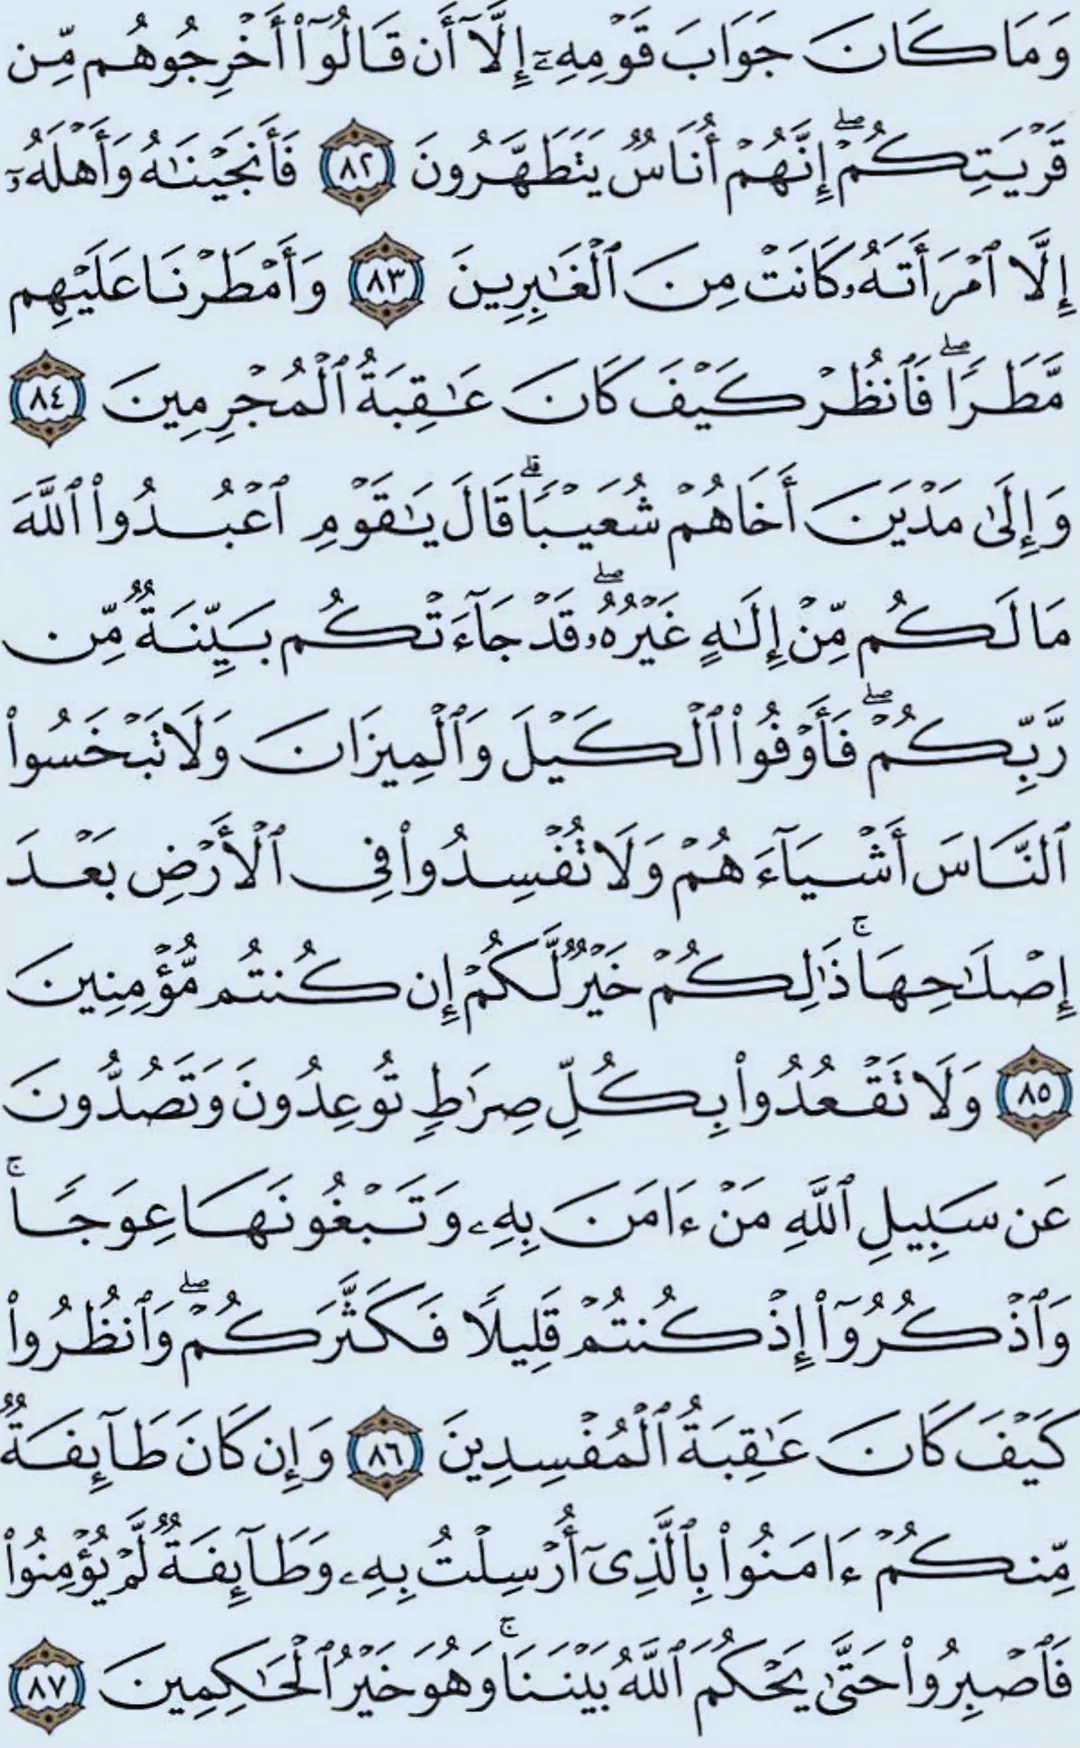 وَمَا كَانَ جَوَابَ قَوْمِهِۦٓ إِلَّآ أَن قَالُوٓا۟ أَخْرِجُوهُم مِّن
قَرْيَتِكُمْ ۖ إِنَّهُمْ أُنَاسٌ يَتَطَهَّرُونَ ٨٢ فَأَنجَيْنَٰهُ وَأَهْلَهُۥٓ
إِلَّا ٱمْرَأَتَهُۥ كَانَتْ مِنَ ٱلْغَٰبِرِينَ ٨٣ وَأَمْطَرْنَا عَلَيْهِم
مَّطَرًا ۖ فَٱنظُرْ كَيْفَ كَانَ عَٰقِبَةُ ٱلْمُجْرِمِينَ ٨٤
وَإِلَىٰ مَدْيَنَ أَخَاهُمْ شُعَيْبًا ۗ قَالَ يَٰقَوْمِ ٱعْبُدُوا۟ ٱللَّهَ
مَا لَكُم مِّنْ إِلَٰهٍ غَيْرُهُۥ ۖ قَدْ جَآءَتْكُم بَيِّنَةٌ مِّن
رَّبِّكُمْ ۖ فَأَوْفُوا۟ ٱلْكَيْلَ وَٱلْمِيزَانَ وَلَا تَبْخَسُوا۟
ٱلنَّاسَ أَشْيَآءَهُمْ وَلَا تُفْسِدُوا۟ فِى ٱلْأَرْضِ بَعْدَ
إِصْلَٰحِهَا ۚ ذَٰلِكُمْ خَيْرٌ لَّكُمْ إِن كُنتُم مُّؤْمِنِينَ
٨٥ وَلَا تَقْعُدُوا۟ بِكُلِّ صِرَٰطٍ تُوعِدُونَ وَتَصُدُّونَ
عَن سَبِيلِ ٱللَّهِ مَنْ ءَامَنَ بِهِۦ وَتَبْغُونَهَا عِوَجًا ۚ
وَٱذْكُرُوٓا۟ إِذْ كُنتُمْ قَلِيلًا فَكَثَّرَكُمْ ۖ وَٱنظُرُوا۟
كَيْفَ كَانَ عَٰقِبَةُ ٱلْمُفْسِدِينَ ٨٦ وَإِن كَانَ طَآئِفَةٌ
مِّنكُمْ ءَامَنُوا۟ بِٱلَّذِىٓ أُرْسِلْتُ بِهِۦ وَطَآئِفَةٌ لَّمْ يُؤْمِنُوا۟
فَٱصْبِرُوا۟ حَتَّىٰ يَحْكُمَ ٱللَّهُ بَيْنَنَا ۚ وَهُوَ خَيْرُ ٱلْحَٰكِمِينَ ٨٧